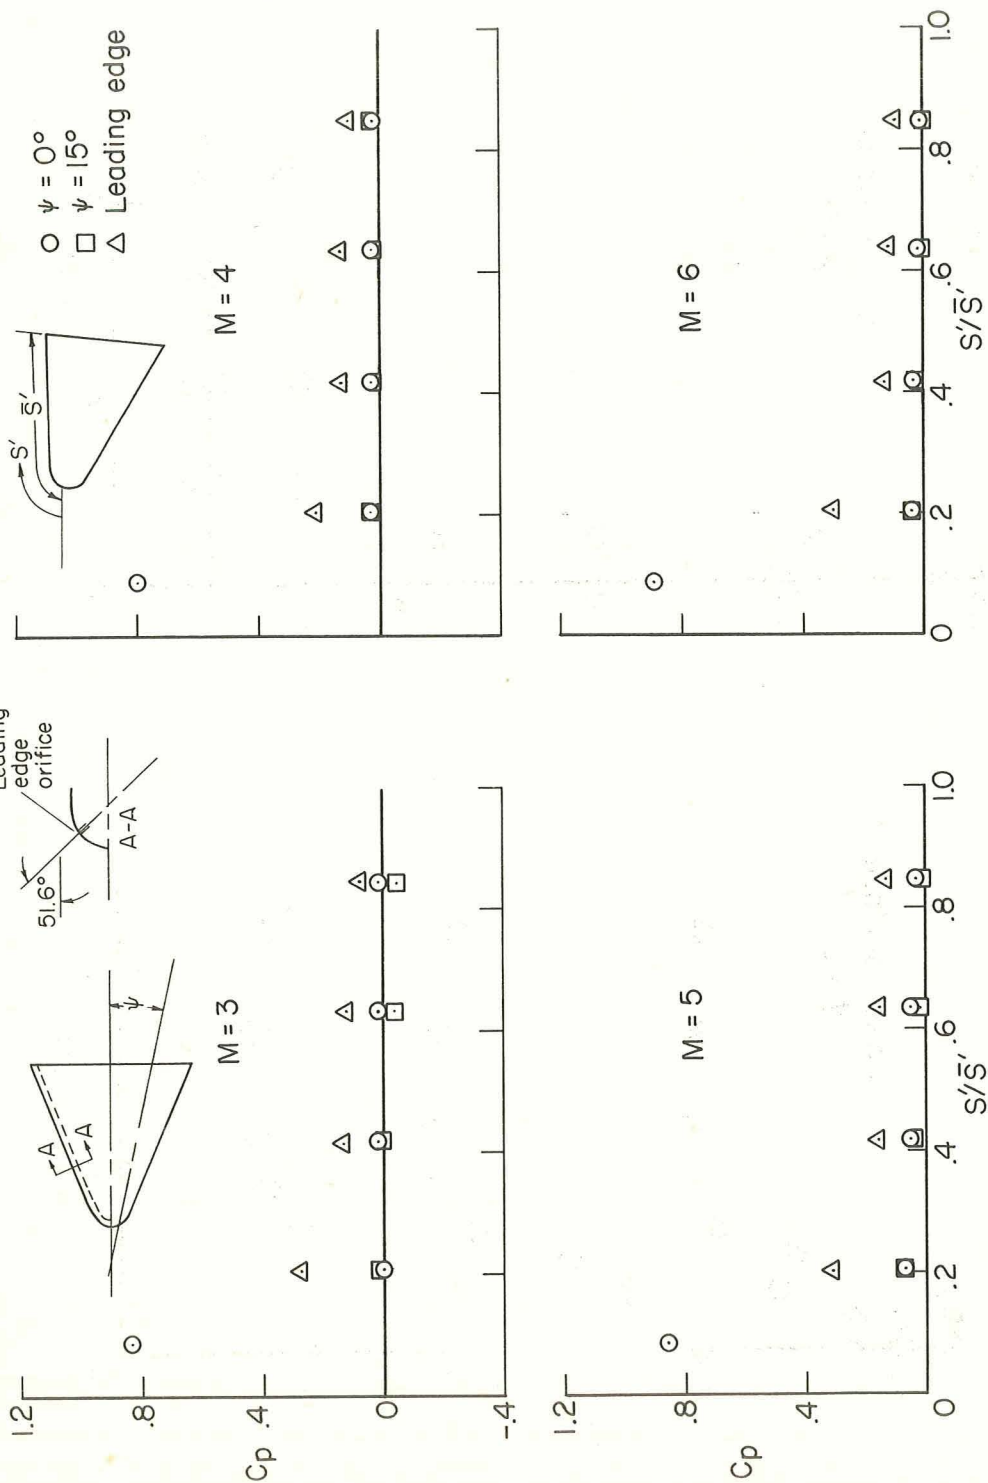 Leading
edge
orifice
51.6°
A-A
A
A
ψ
S′
S̄′
○ ψ = 0°
□ ψ = 15°
△ Leading edge
M = 3
1.2
.8
.4
0
-.4
Cp
M = 4
M = 5
1.2
.8
.4
0
Cp
0
.2
.4
.6
.8
1.0
S′/S̄′
M = 6
0
.2
.4
.6
.8
1.0
S′/S̄′